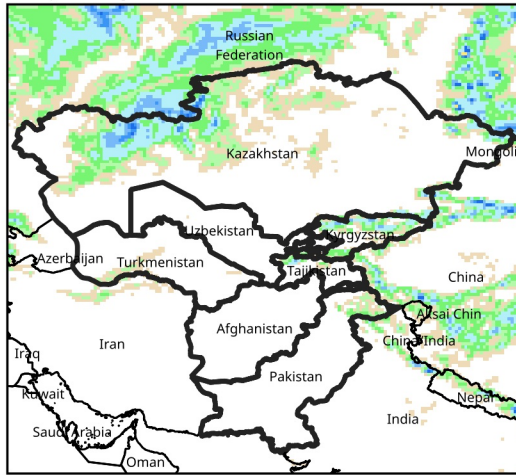 Russian
Federation
Kazakhstan
Mongoli
Uzbekistan
Kyrgyzstan
Azerbaijan
Turkmenistan
Tajikistan
China
Aksai Chin
Afghanistan
Iran
China/India
Iraq
Pakistan
Kuwait
Nepal
India
Saudi Arabia
Oman